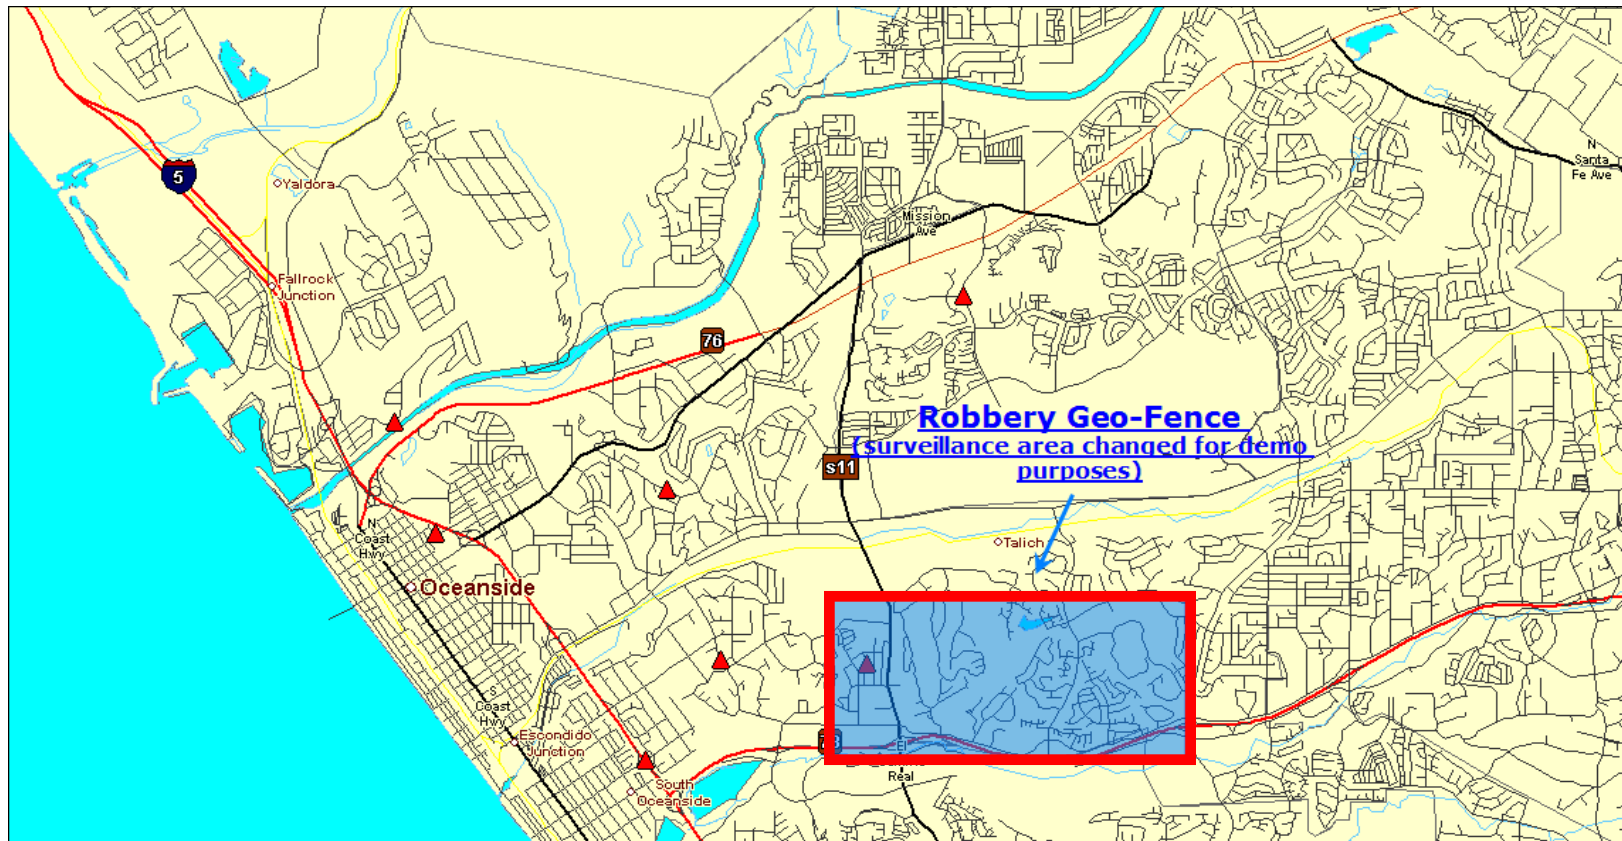 5
Yaldora
N
Santa
Fe Ave
Mission
Ave
Fallrock
Junction
76
Robbery Geo-Fence
(surveillance area changed for demo
purposes)
s11
N
Coast
Hwy
Talich
Oceanside
S
Coast
Hwy
Escondido
Junction
El
Real
South
Oceanside